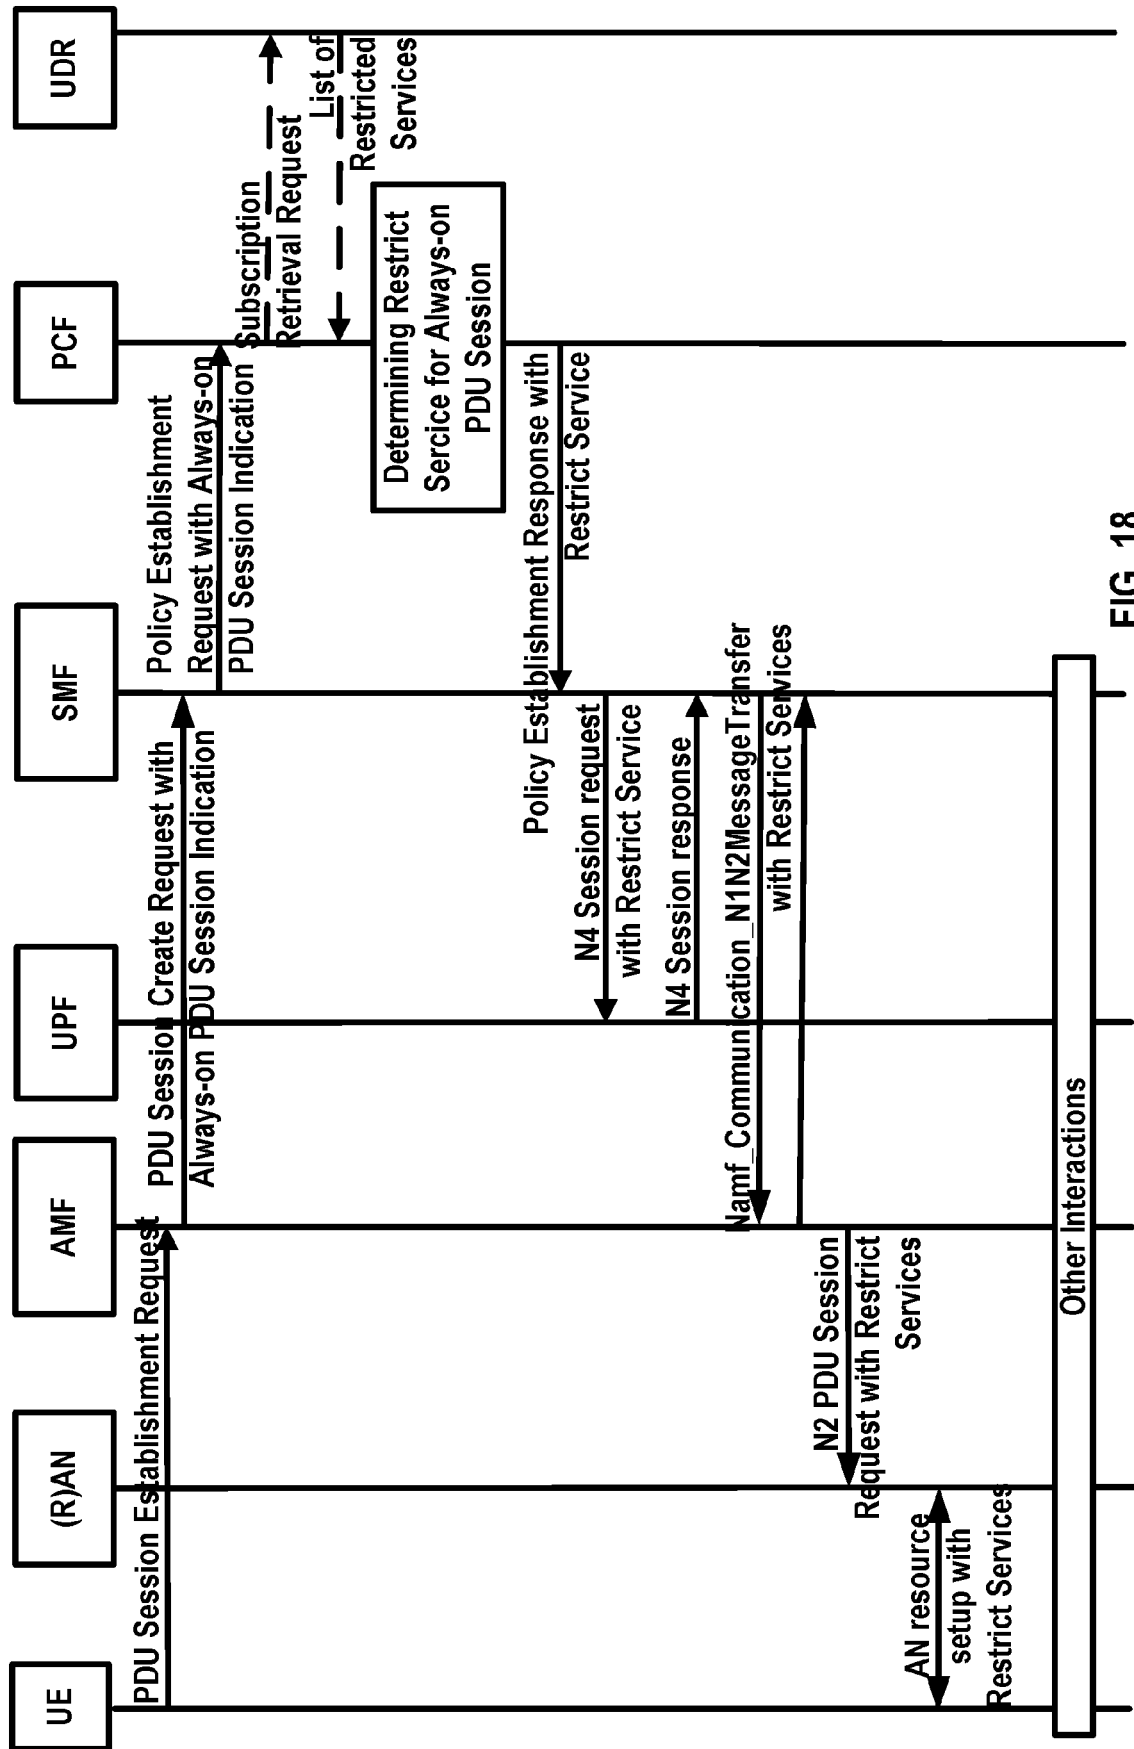 UE
(R)AN
AMF
UPF
SMF
PCF
UDR
PDU Session Establishment Request
PDU Session Create Request with
Always-on PDU Session Indication
Policy Establishment
Request with Always-on
PDU Session Indication
Subscription
Retrieval Request
List of
Restricted
Services
Determining Restrict
Sercice for Always-on
PDU Session
Policy Establishment Response with
Restrict Service
N4 Session request
with Restrict Service
N4 Session response
Namf_Communication_N1N2MessageTransfer
with Restrict Services
N2 PDU Session
Request with Restrict
Services
AN resource
setup with
Restrict Services
Other Interactions
FIG. 18